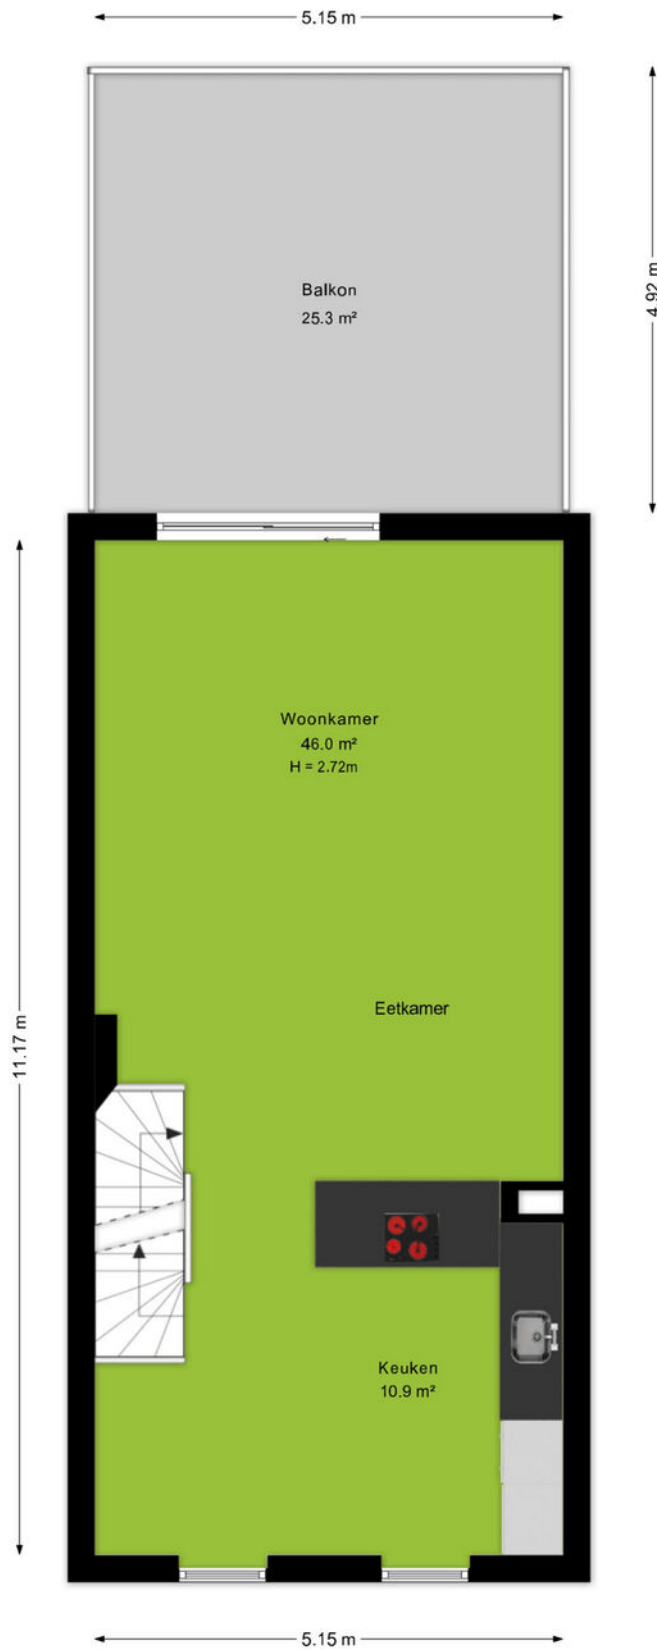 5.15 m
4.92 m
Balkon
25.3 m²
Woonkamer
46.0 m²
H = 2.72m
Eetkamer
11.17 m
Keuken
10.9 m²
5.15 m